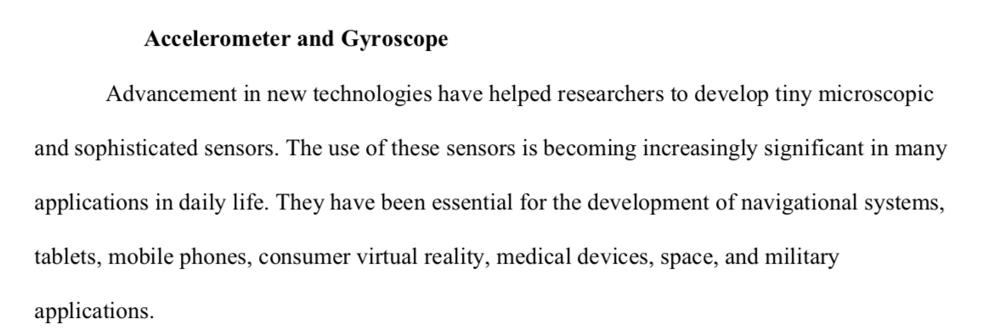 Accelerometer and Gyroscope
Advancement in new technologies have helped researchers to develop tiny microscopic
and sophisticated sensors. The use of these sensors is becoming increasingly significant in many
applications in daily life. They have been essential for the development of navigational systems,
tablets, mobile phones, consumer virtual reality, medical devices, space, and military
applications.